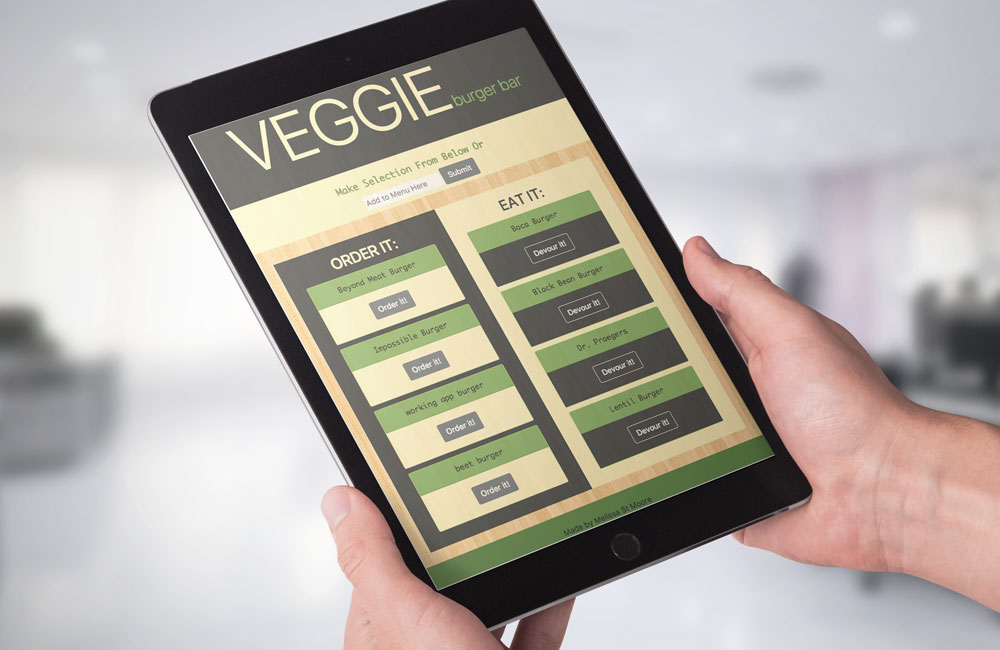 VEGGIE burger bar
Make Selection From Below Or
Add to Menu Here Submit
ORDER IT:
Beyond Meat Burger
Order it!
Impossible Burger
Order it!
working app burger
Order it!
beet burger
Order it!
EAT IT:
Boca Burger
Devour it!
Black Bean Burger
Devour it!
Dr. Praegers
Devour it!
Lentil Burger
Devour it!
Made by Melissa St Moore